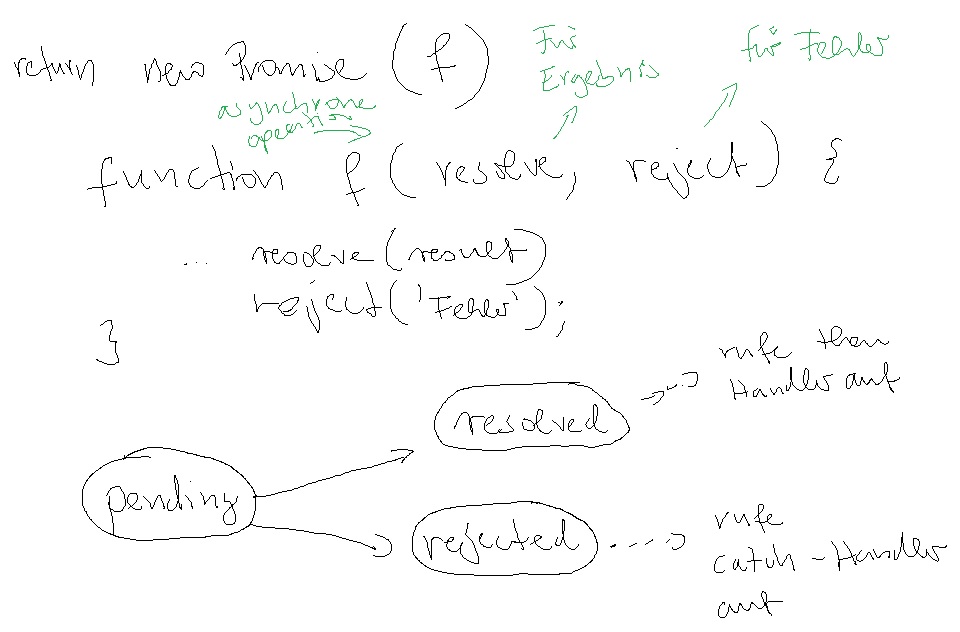 return new Promise (f)
Für
Ergebnis
für Fehler
asynchrone
operation
function f ( resolve, reject) {
... resolve (result)
reject ('Fehler');
}
resolved
rufe then
Handler auf
pending
rejected
rufe
catch - Handler
auf